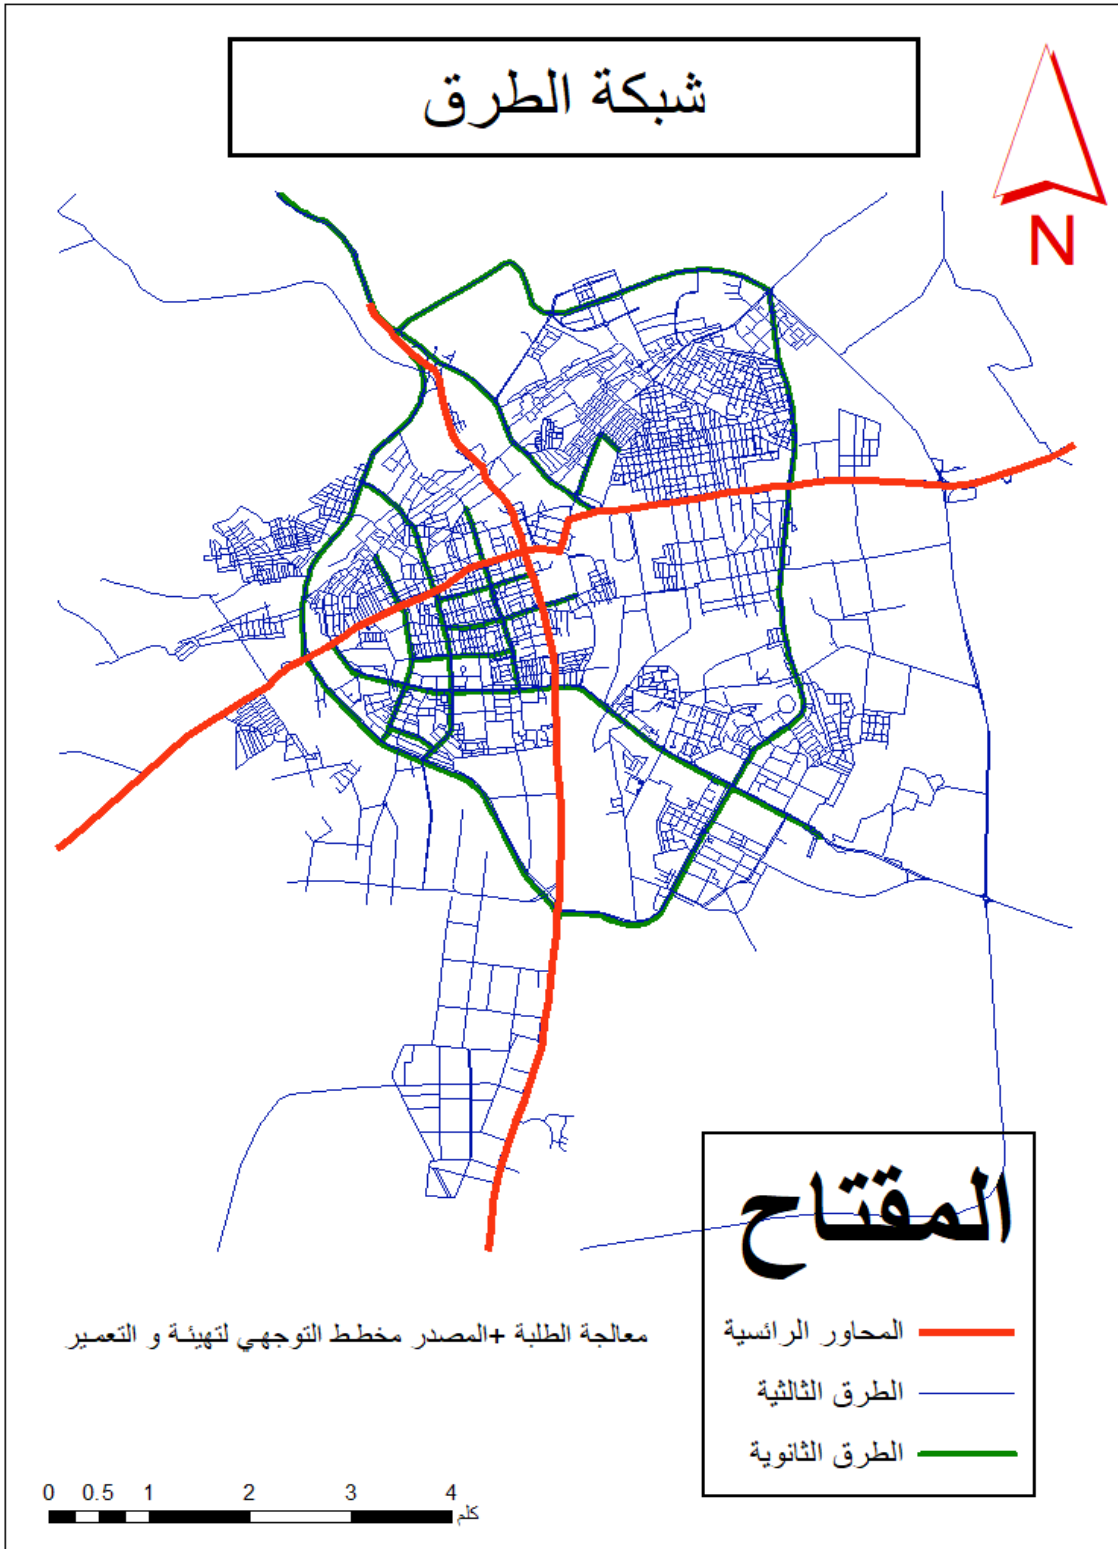 شبكة الطرق
N
المقتاح
المحاور الرائسية
الطرق الثالثية
الطرق الثانوية
معالجة الطلبة +المصدر مخطط التوجهي لتهيئة و التعمير
0 0.5 1 2 3 4
كلم